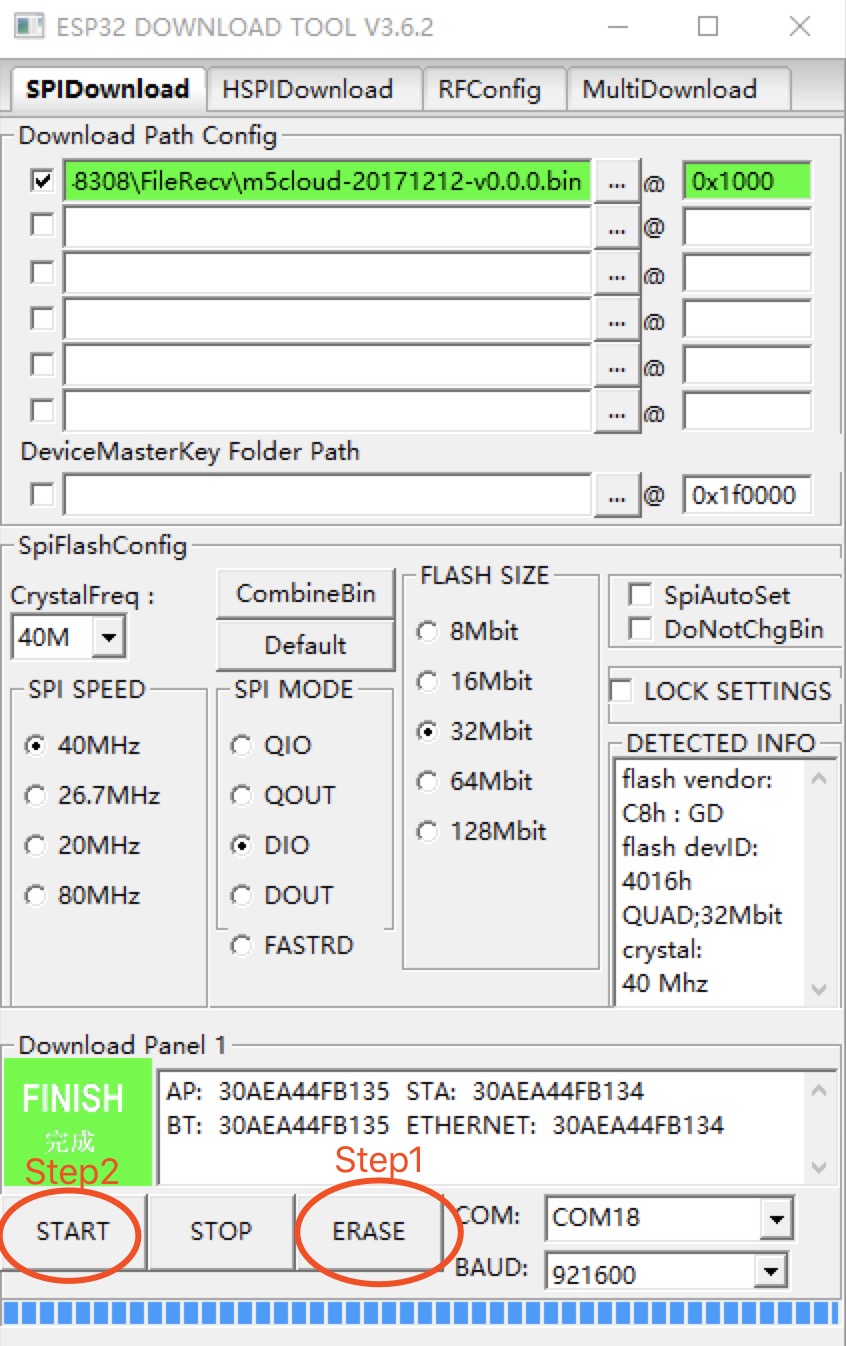 ESP32 DOWNLOAD TOOL V3.6.2
SPIDownload HSPIDownload RFConfig MultiDownload
Download Path Config
-8308\FileRecv\m5cloud-20171212-v0.0.0.bin ... @ 0x1000
... @
... @
... @
... @
... @
DeviceMasterKey Folder Path
... @ 0x1f0000
SpiFlashConfig
CrystalFreq :
40M
CombineBin
Default
SPI SPEED
40MHz
26.7MHz
20MHz
80MHz
SPI MODE
QIO
QOUT
DIO
DOUT
FASTRD
FLASH SIZE
8Mbit
16Mbit
32Mbit
64Mbit
128Mbit
SpiAutoSet
DoNotChgBin
LOCK SETTINGS
DETECTED INFO
flash vendor:
C8h : GD
flash devID:
4016h
QUAD;32Mbit
crystal:
40 Mhz
Download Panel 1
FINISH
完成
AP: 30AEA44FB135 STA: 30AEA44FB134
BT: 30AEA44FB135 ETHERNET: 30AEA44FB134
Step2
Step1
START STOP ERASE
COM: COM18
BAUD: 921600